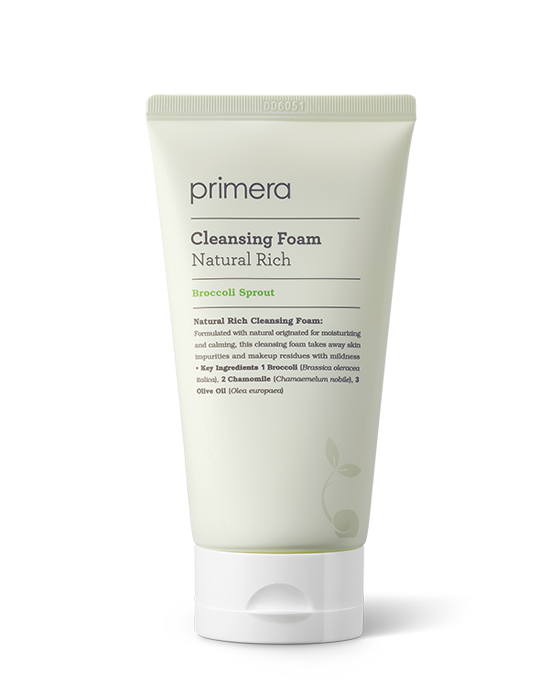 DD6051
primera
Cleansing Foam
Natural Rich
Broccoli Sprout
Natural Rich Cleansing Foam:
Formulated with natural originated for moisturizing
and calming, this cleansing foam takes away skin
impurities and makeup residues with mildness
• Key Ingredients 1 Broccoli (Brassica oleracea
italica), 2 Chamomile (Chamaemelum nobile), 3
Olive Oil (Olea europaea)